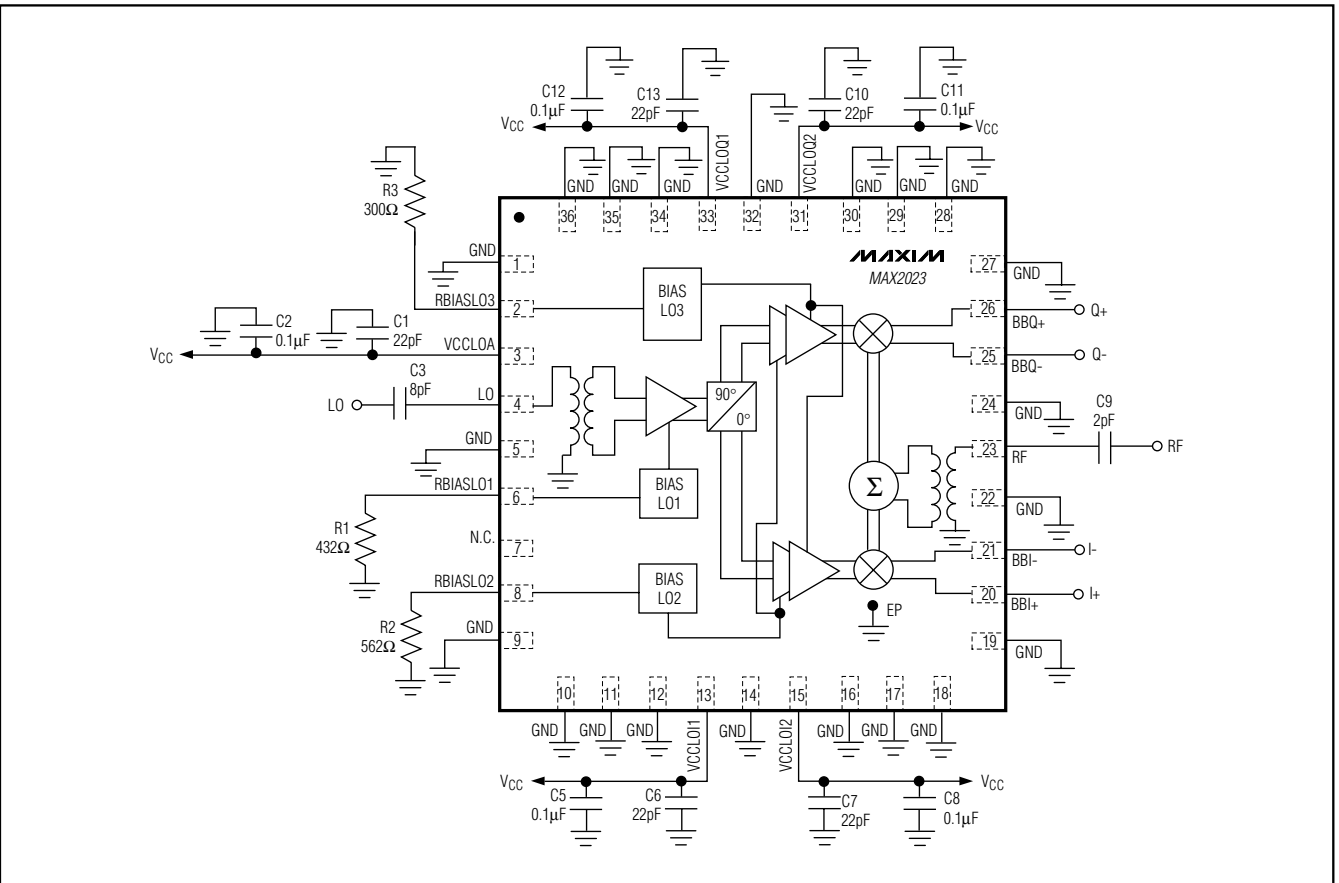 C12
0.1µF
C13
22pF
C10
22pF
C11
0.1µF
VCC
VCC
VCCLOQ1
VCCLOQ2
GND
GND
GND
GND
GND
GND
GND
36
35
34
33
32
31
30
29
28
R3
300Ω
MAXIM
MAX2023
GND
1
RBIASLO3
2
BIAS
LO3
27
GND
26
BBQ+
Q+
C2
0.1µF
C1
22pF
VCC
VCCLOA
3
25
BBQ-
Q-
C3
8pF
LO
LO
4
90°
0°
24
GND
C9
2pF
GND
5
23
RF
RF
RBIASLO1
6
BIAS
LO1
Σ
22
GND
R1
432Ω
N.C.
7
21
BBI-
I-
RBIASLO2
8
BIAS
LO2
20
BBI+
I+
EP
R2
562Ω
GND
9
19
GND
10
11
12
13
14
15
16
17
18
GND
GND
GND
VCCLOI1
GND
VCCLOI2
GND
GND
GND
VCC
VCC
C5
0.1µF
C6
22pF
C7
22pF
C8
0.1µF